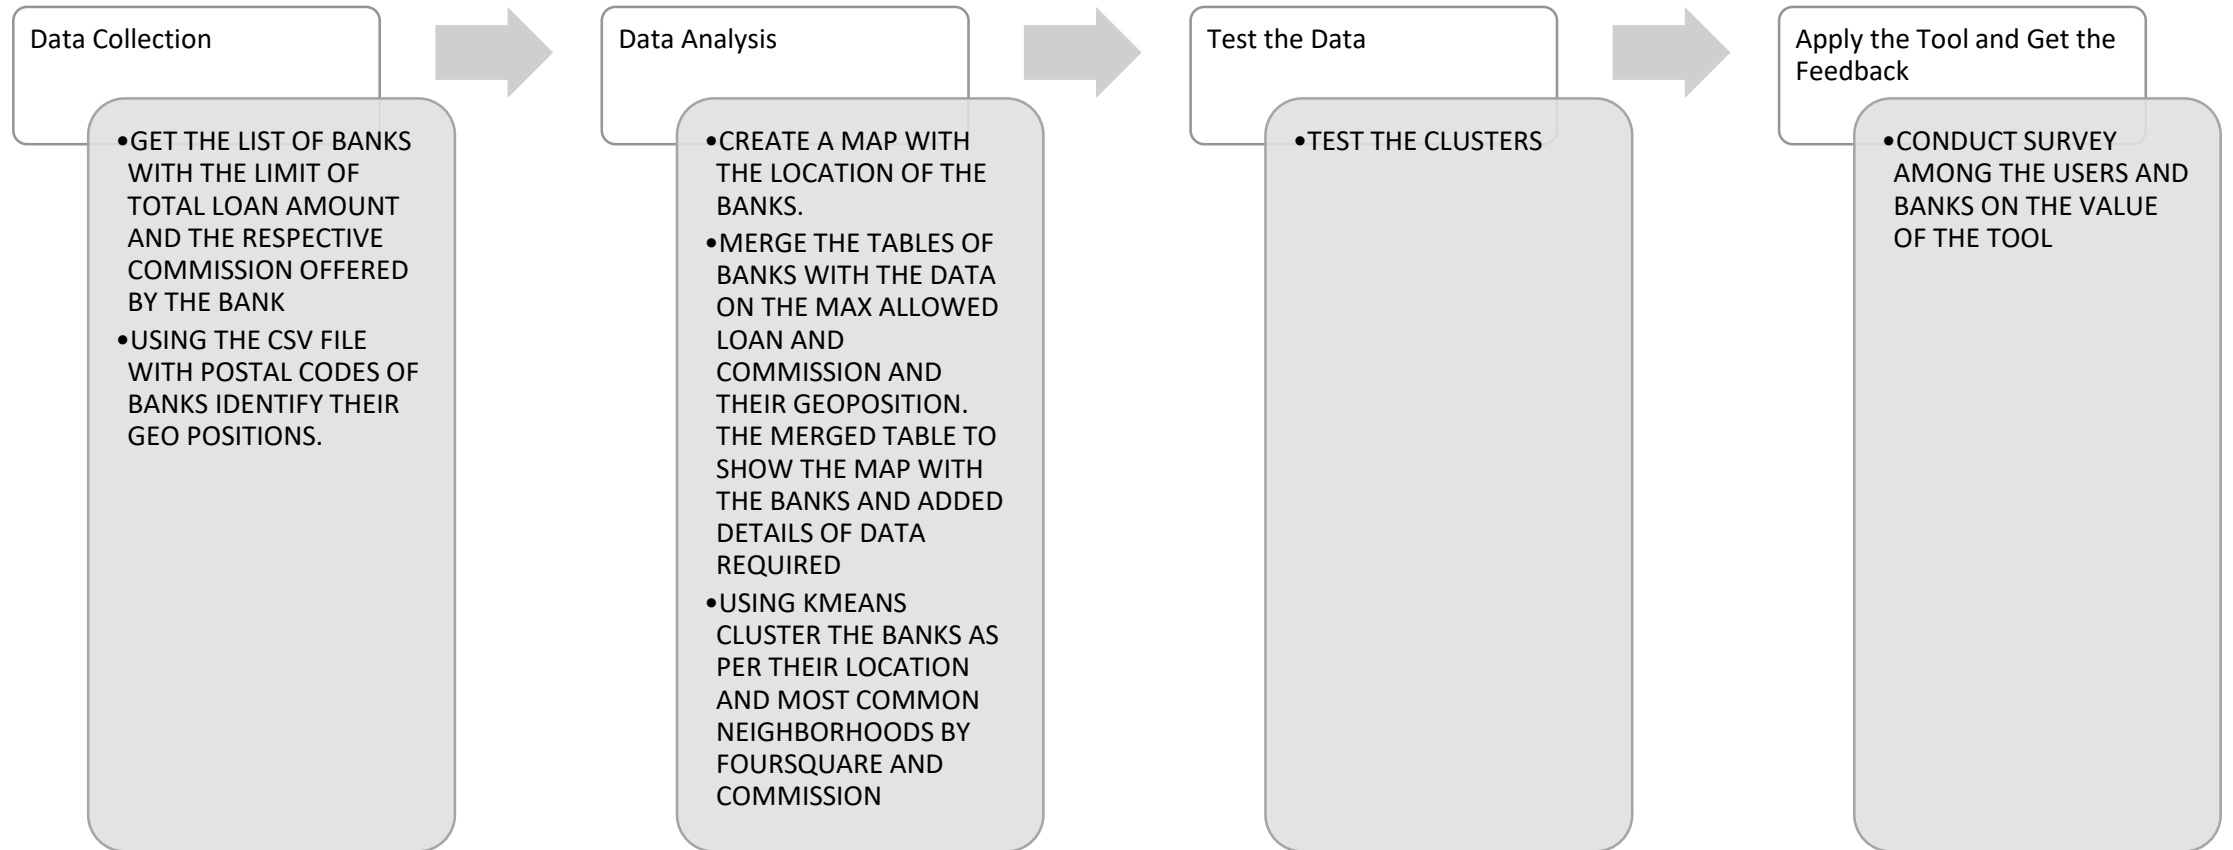 Data Collection
•GET THE LIST OF BANKS
WITH THE LIMIT OF
TOTAL LOAN AMOUNT
AND THE RESPECTIVE
COMMISSION OFFERED
BY THE BANK
•USING THE CSV FILE
WITH POSTAL CODES OF
BANKS IDENTIFY THEIR
GEO POSITIONS.
Data Analysis
•CREATE A MAP WITH
THE LOCATION OF THE
BANKS.
•MERGE THE TABLES OF
BANKS WITH THE DATA
ON THE MAX ALLOWED
LOAN AND
COMMISSION AND
THEIR GEOPOSITION.
THE MERGED TABLE TO
SHOW THE MAP WITH
THE BANKS AND ADDED
DETAILS OF DATA
REQUIRED
•USING KMEANS
CLUSTER THE BANKS AS
PER THEIR LOCATION
AND MOST COMMON
NEIGHBORHOODS BY
FOURSQUARE AND
COMMISSION
Test the Data
•TEST THE CLUSTERS
Apply the Tool and Get the
Feedback
•CONDUCT SURVEY
AMONG THE USERS AND
BANKS ON THE VALUE
OF THE TOOL